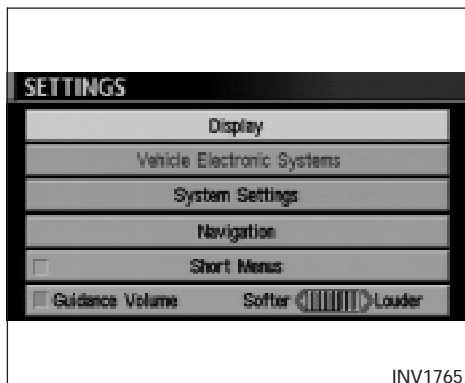 SETTINGS
Display
Vehicle Electronic Systems
System Settings
Navigation
Short Menus
Guidance Volume Softer Louder
INV1765